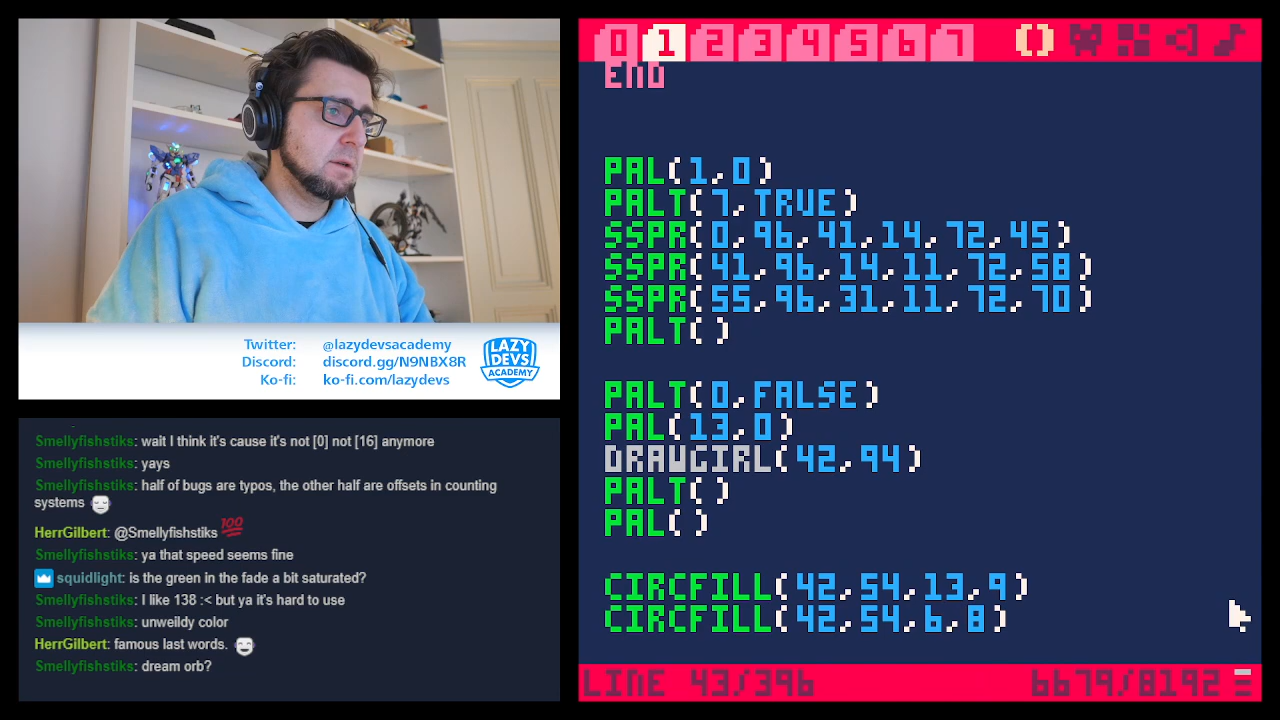 Twitter: @lazydevsacademy
Discord: discord.gg/N9NBX8R
Ko-fi: ko-fi.com/lazydevs
LAZY
DEVS
ACADEMY
Smellyfishstiks: wait I think it's cause it's not [0] not [16] anymore
Smellyfishstiks: yays
Smellyfishstiks: half of bugs are typos, the other half are offsets in counting
systems
HerrGilbert: @Smellyfishstiks 100
Smellyfishstiks: ya that speed seems fine
squidlight: is the green in the fade a bit saturated?
Smellyfishstiks: I like 138 :< but ya it's hard to use
Smellyfishstiks: unweildy color
HerrGilbert: famous last words.
Smellyfishstiks: dream orb?
0 1 2 3 4 5 6 7
END
PAL(1,0)
PALT(7,TRUE)
SSPR(0,96,41,14,72,45)
SSPR(41,96,14,11,72,58)
SSPR(55,96,31,11,72,70)
PALT()
PALT(0,FALSE)
PAL(13,0)
DRAWGIRL(42,94)
PALT()
PAL()
CIRCFILL(42,54,13,9)
CIRCFILL(42,54,6,8)
LINE 43/396
6679/8192